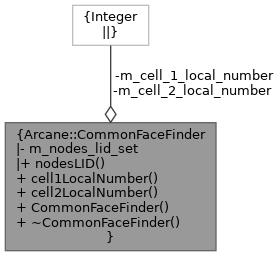 {Integer
||}
-m_cell_1_local_number
-m_cell_2_local_number
{Arcane::CommonFaceFinder
|- m_nodes_lid_set
|+ nodesLID()
+ cell1LocalNumber()
+ cell2LocalNumber()
+ CommonFaceFinder()
+ ~CommonFaceFinder()
}